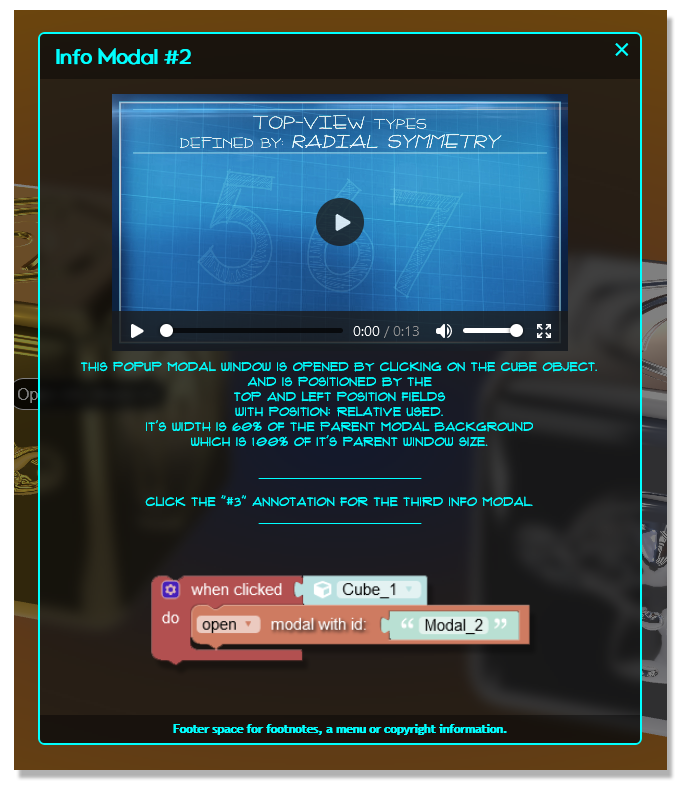 Info Modal #2
TOP-VIEW TYPES
DEFINED BY: RADIAL SYMMETRY
5 6 7
0:00 / 0:13
Op
THIS POPUP MODAL WINDOW IS OPENED BY CLICKING ON THE CUBE OBJECT.
AND IS POSITIONED BY THE
TOP AND LEFT POSITION FIELDS
WITH POSITION: RELATIVE USED.
IT'S WIDTH IS 60% OF THE PARENT MODAL BACKGROUND
WHICH IS 100% OF IT'S PARENT WINDOW SIZE.
CLICK THE "#3" ANNOTATION FOR THE THIRD INFO MODAL
when clicked Cube_1
do open modal with id: “ Modal_2 ”
Footer space for footnotes, a menu or copyright information.